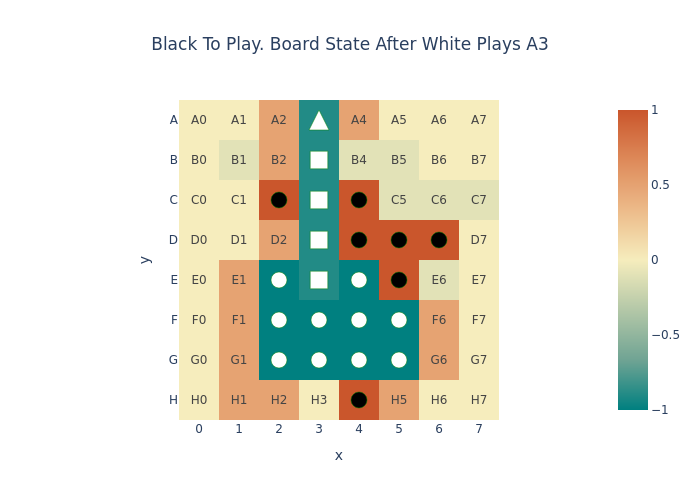 Black To Play. Board State After White Plays A3
A A0 A1 A2 A4 A5 A6 A7
B B0 B1 B2 B4 B5 B6 B7
C C0 C1 C5 C6 C7
D D0 D1 D2 D7
E E0 E1 E6 E7
F F0 F1 F6 F7
G G0 G1 G6 G7
H H0 H1 H2 H3 H5 H6 H7
0 1 2 3 4 5 6 7
x
y
1
0.5
0
−0.5
−1